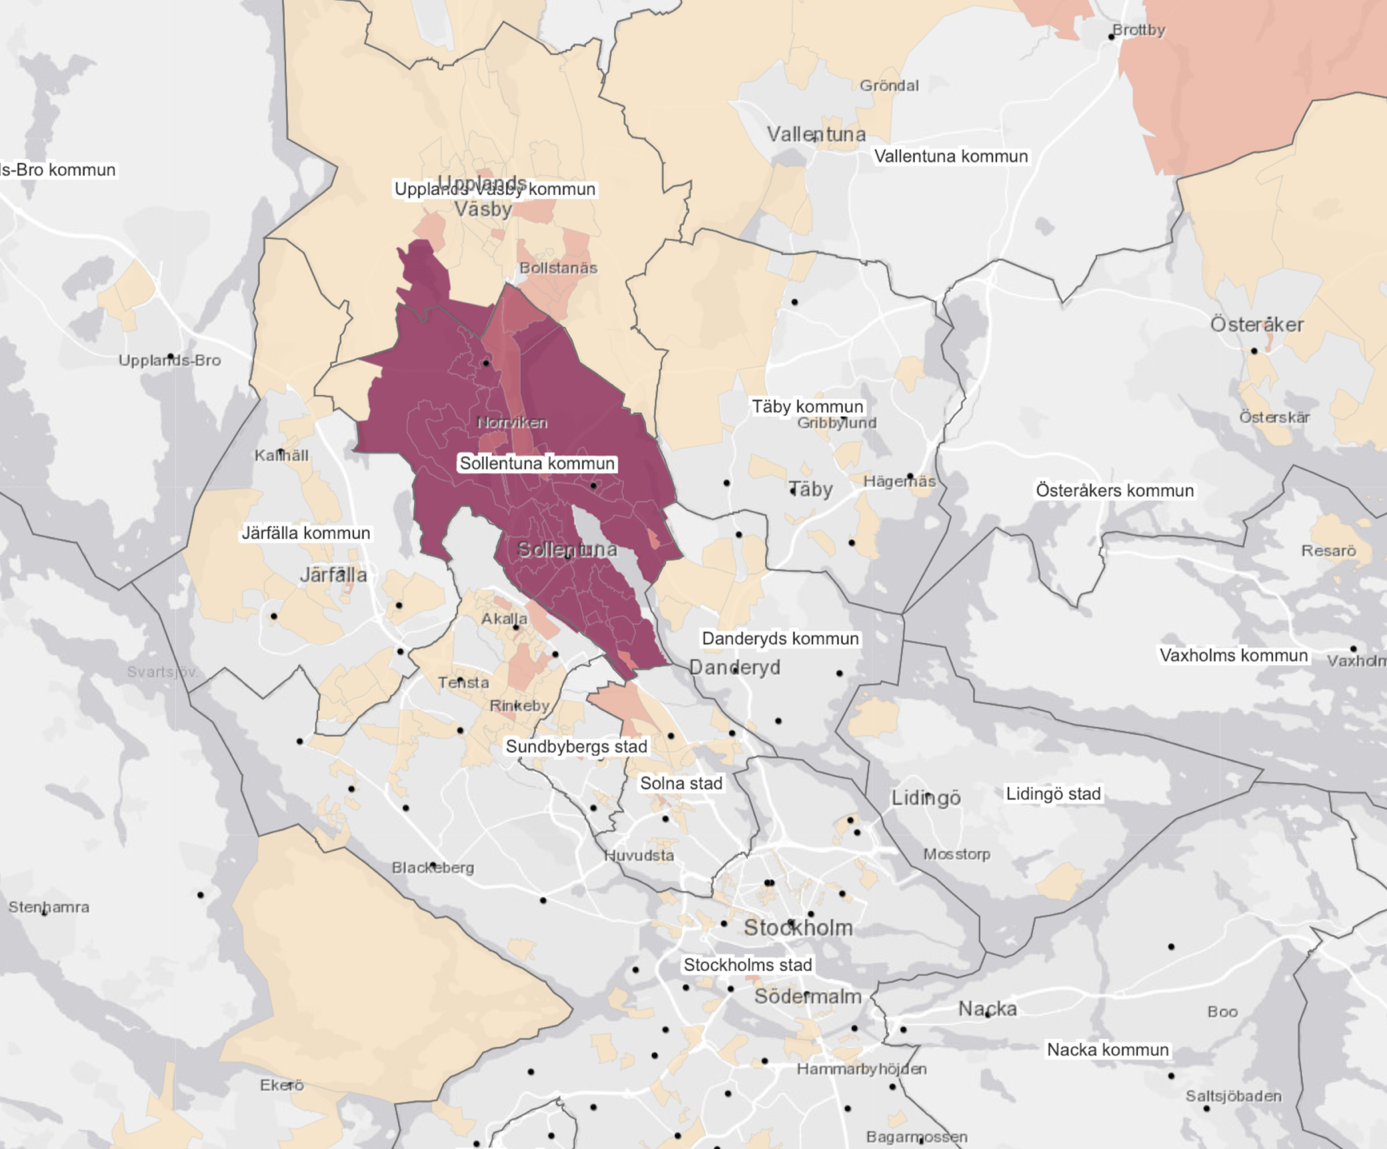 Brottby
Gröndal
Vallentuna
Vallentuna kommun
ls-Bro kommun
Upplands
Upplands Väsby kommun
Väsby
Bollstanäs
Österåker
Upplands-Bro
Täby kommun
Gribbylund
Österskär
Norrviken
Kallhäll
Sollentuna kommun
Täby
Hägernäs
Österåkers kommun
Järfälla kommun
Sollentuna
Resarö
Järfälla
Akalla
Danderyds kommun
Vaxholms kommun
Vaxholm
Svartsjöv.
Danderyd
Tensta
Rinkeby
Sundbybergs stad
Solna stad
Lidingö
Lidingö stad
Huvudsta
Mosstorp
Blackeberg
Stenhamra
Stockholm
Stockholms stad
Södermalm
Nacka
Boo
Nacka kommun
Hammarbyhöjden
Ekerö
Saltsjöbaden
Bagarmossen